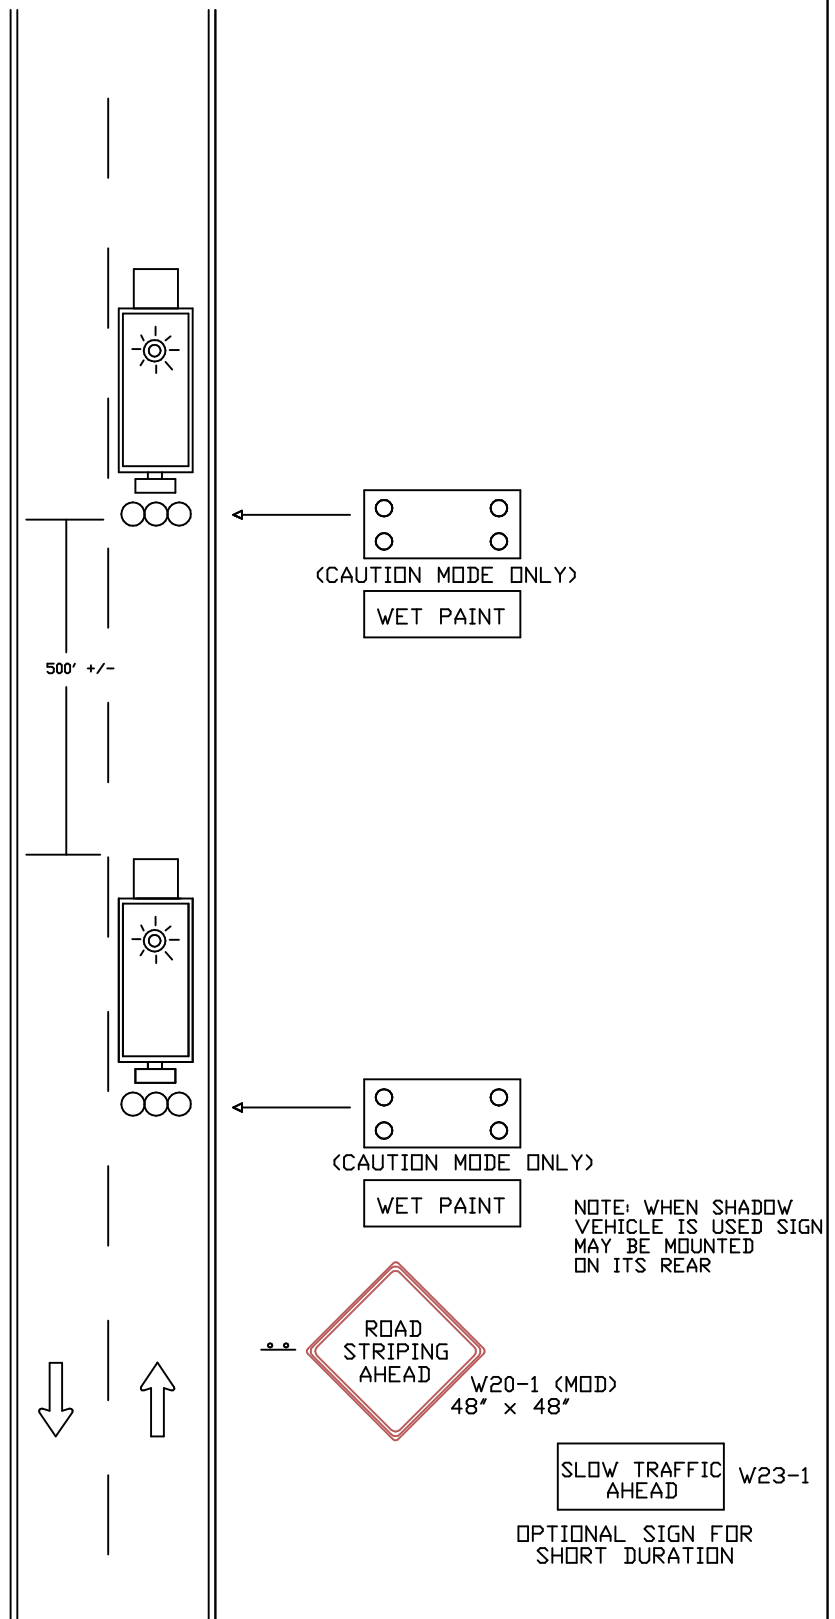 (CAUTION MODE ONLY)
WET PAINT
500' +/-
(CAUTION MODE ONLY)
WET PAINT
NOTE: WHEN SHADOW
VEHICLE IS USED SIGN
MAY BE MOUNTED
ON ITS REAR
ROAD
STRIPING
AHEAD
W20-1 (MOD)
48" x 48"
SLOW TRAFFIC
AHEAD
W23-1
OPTIONAL SIGN FOR
SHORT DURATION